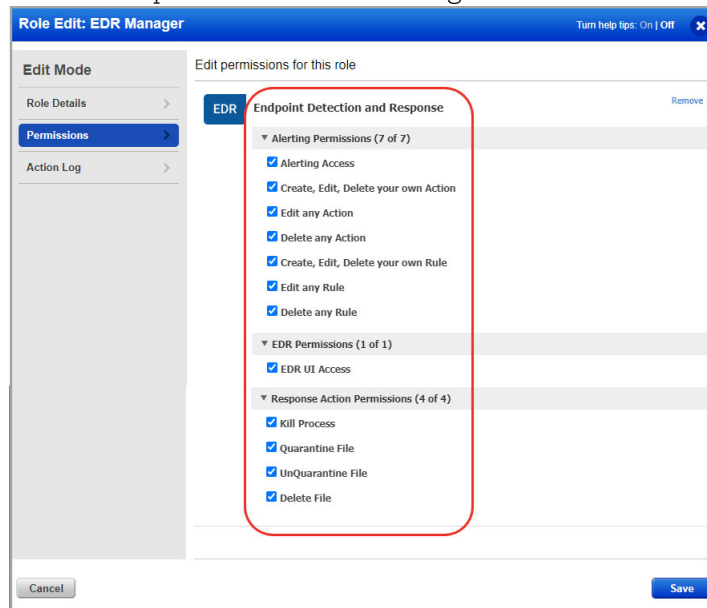 Role Edit: EDR Manager
Turn help tips: On | Off
Edit Mode
Role Details
Permissions
Action Log
Edit permissions for this role
EDR
Endpoint Detection and Response
Remove
Alerting Permissions (7 of 7)
Alerting Access
Create, Edit, Delete your own Action
Edit any Action
Delete any Action
Create, Edit, Delete your own Rule
Edit any Rule
Delete any Rule
EDR Permissions (1 of 1)
EDR UI Access
Response Action Permissions (4 of 4)
Kill Process
Quarantine File
UnQuarantine File
Delete File
Cancel
Save